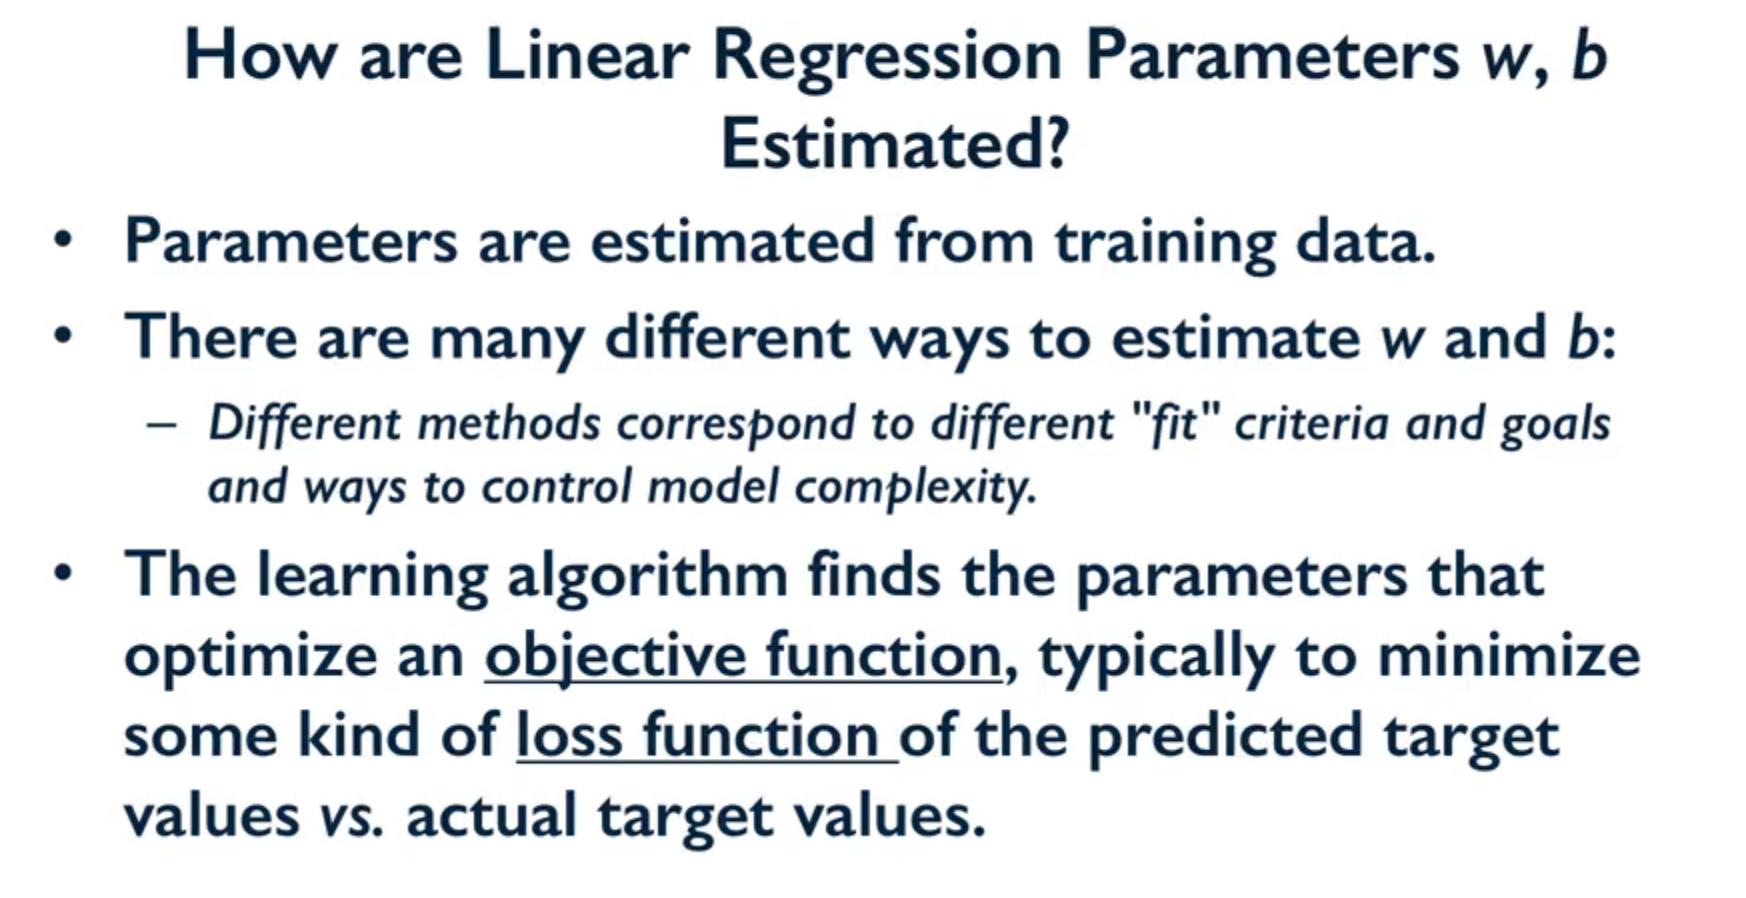 How are Linear Regression Parameters w, b
Estimated?
• Parameters are estimated from training data.
• There are many different ways to estimate w and b:
– Different methods correspond to different "fit" criteria and goals
and ways to control model complexity.
• The learning algorithm finds the parameters that
optimize an objective function, typically to minimize
some kind of loss function of the predicted target
values vs. actual target values.